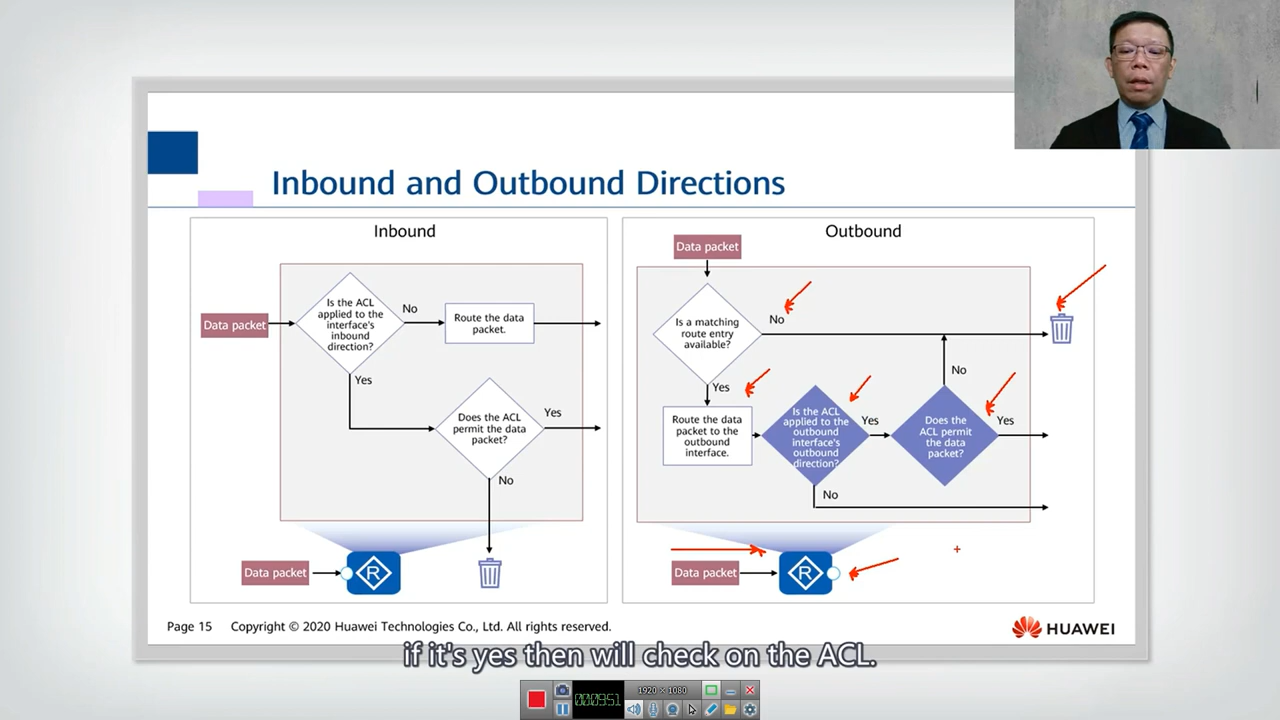 Inbound and Outbound Directions
Inbound
Data packet
Is the ACL
applied to the
interface's
inbound
direction?
No
Route the data
packet.
Yes
Does the ACL
permit the data
packet?
Yes
No
Data packet
R
Outbound
Data packet
Is a matching
route entry
available?
No
Yes
Route the data
packet to the
outbound
interface.
Is the ACL
applied to the
outbound
interface's
outbound
direction?
Yes
No
Does the
ACL permit
the data
packet?
No
Yes
Data packet
R
Page 15 Copyright © 2020 Huawei Technologies Co., Ltd. All rights reserved.
HUAWEI
if it's yes then will check on the ACL.
1920 × 1080